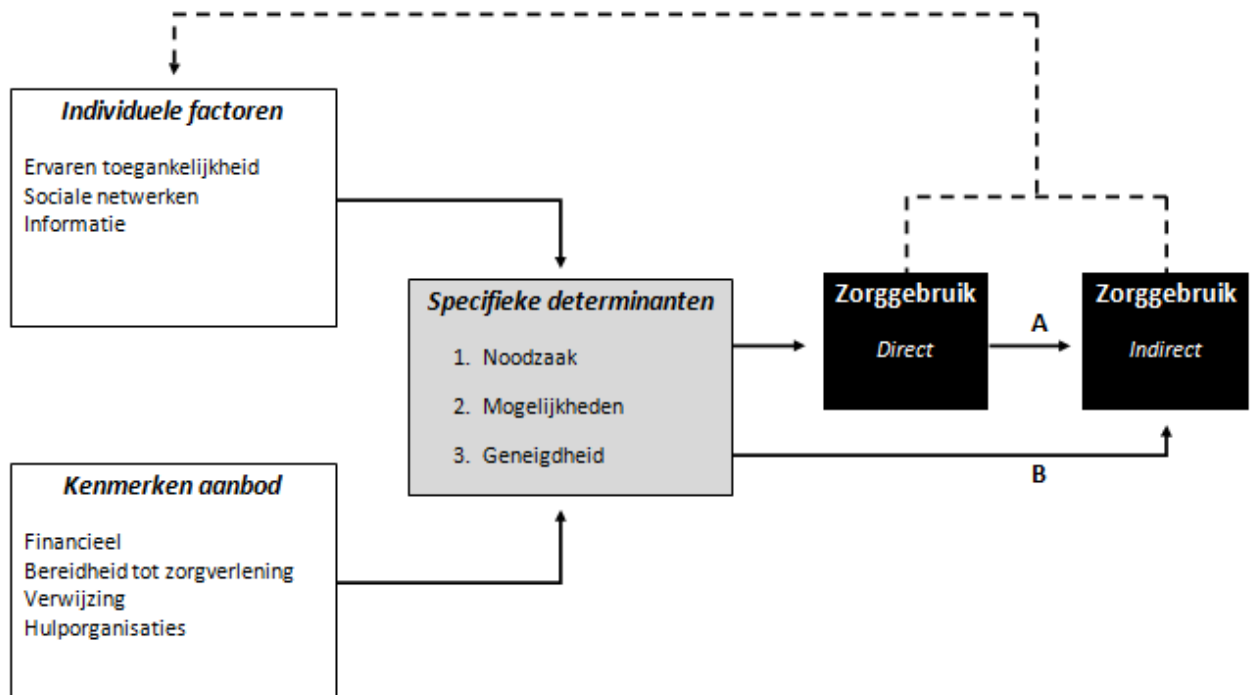 Individuele factoren
Ervaren toegankelijkheid
Sociale netwerken
Informatie
Specifieke determinanten
1. Noodzaak
2. Mogelijkheden
3. Geneigdheid
Kenmerken aanbod
Financieel
Bereidheid tot zorgverlening
Verwijzing
Hulporganisaties
Zorggebruik
Direct
A
Zorggebruik
Indirect
B